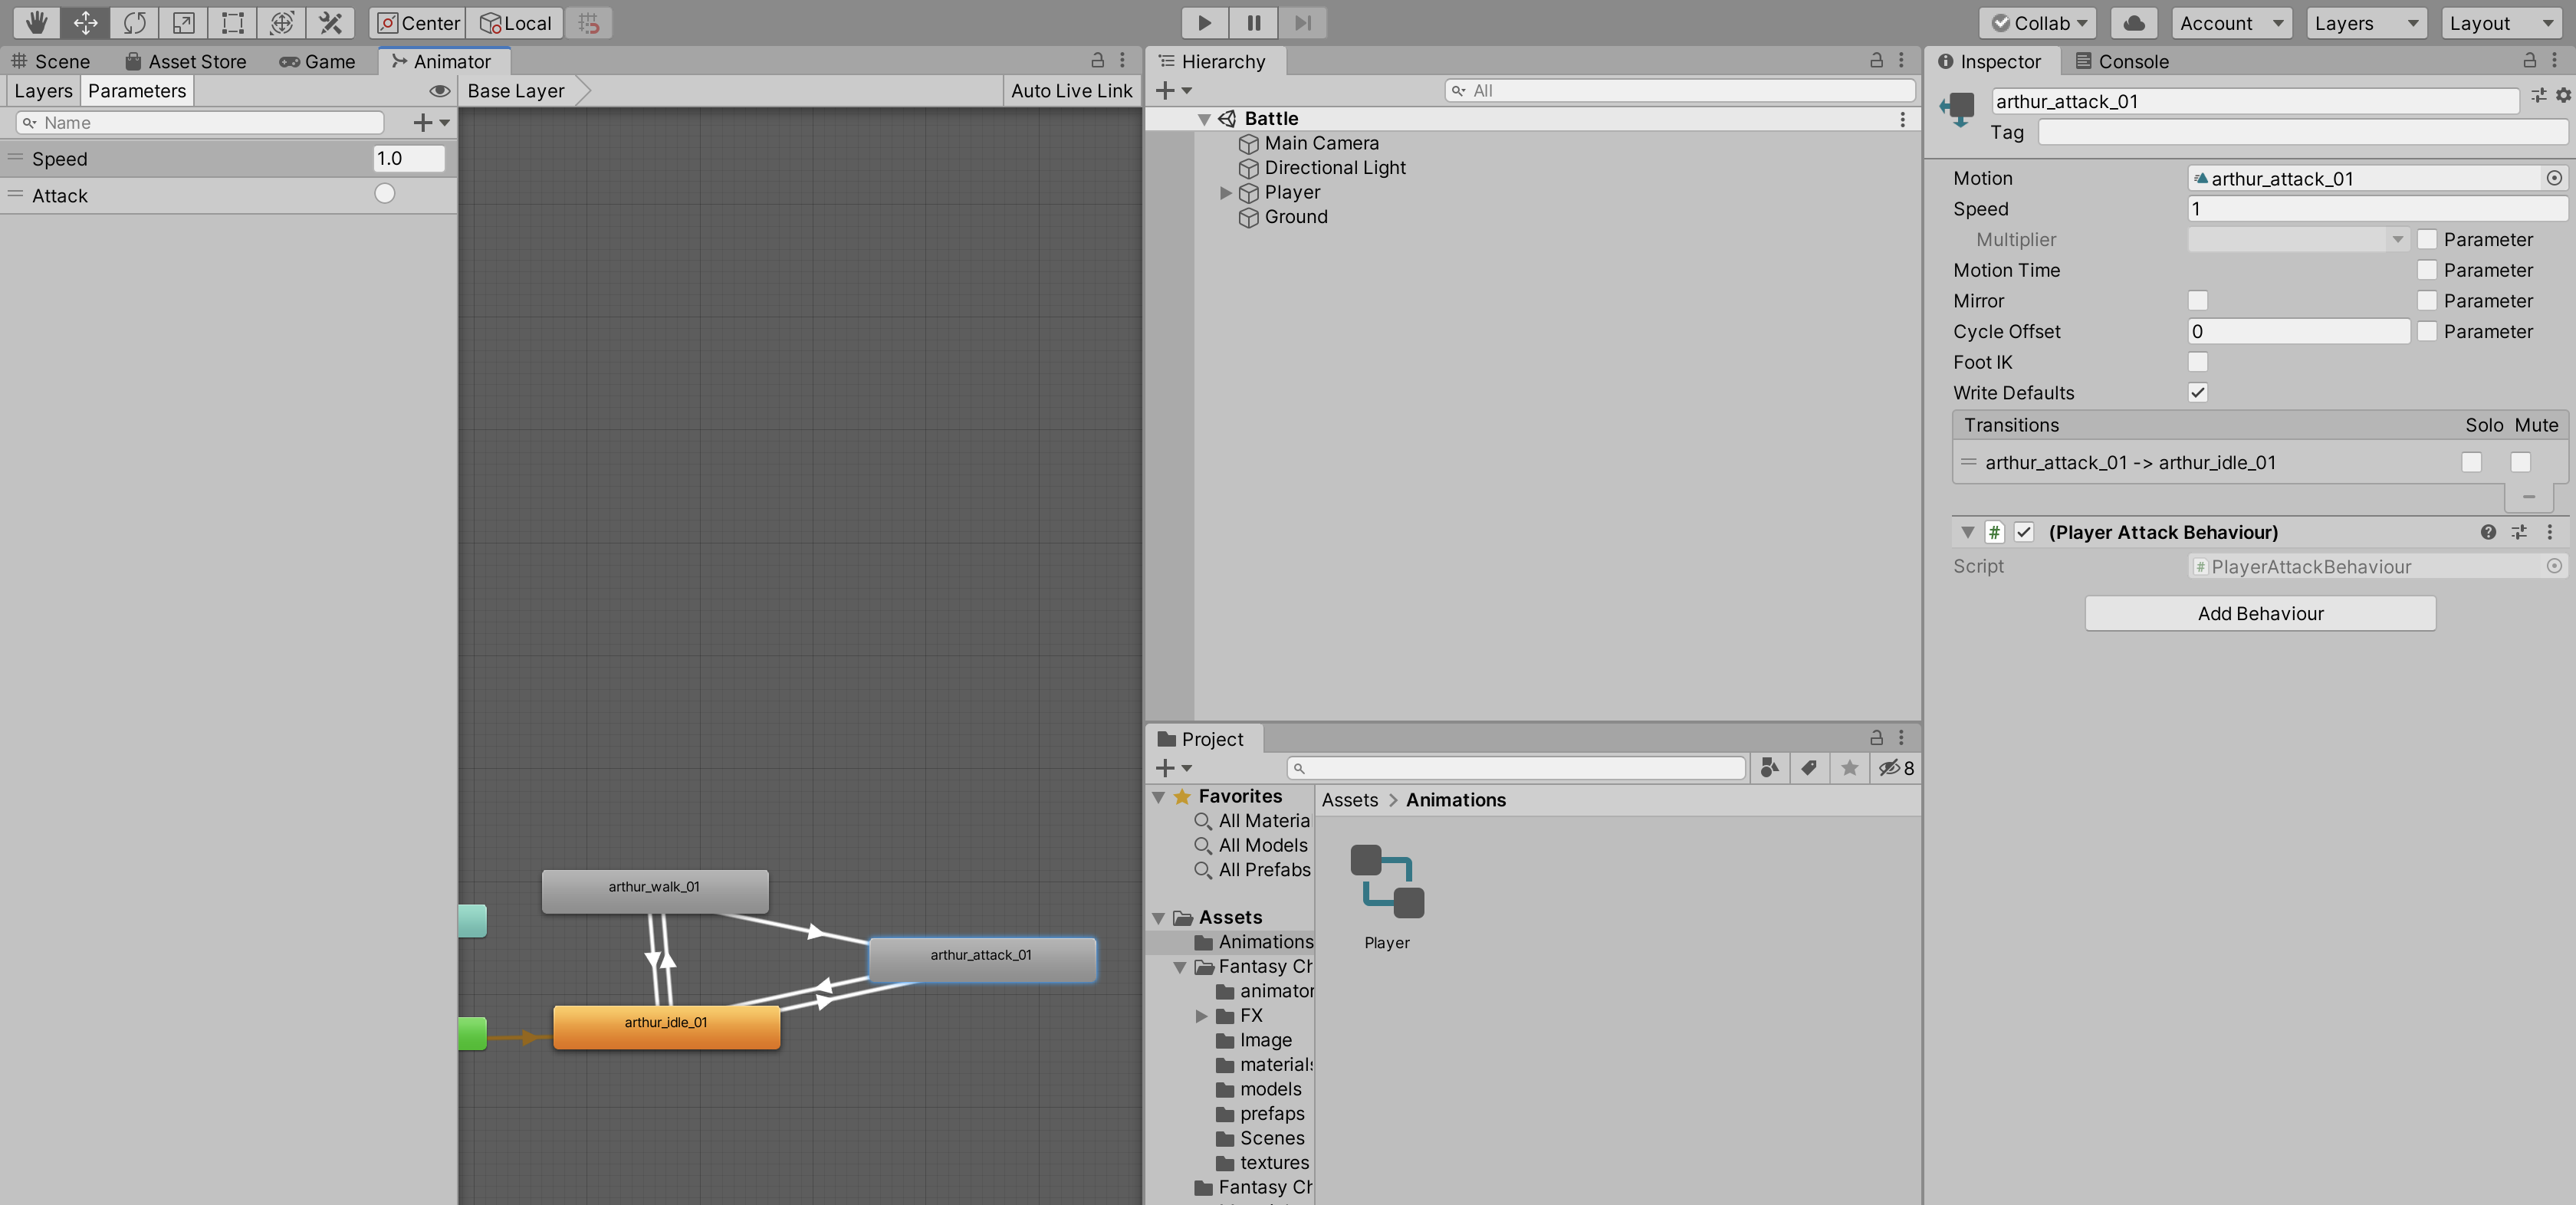 Center Local Collab Account Layers Layout
Scene Asset Store Game Animator
Layers Parameters Base Layer Auto Live Link
Name
Speed 1.0
Attack
arthur_walk_01
arthur_attack_01
arthur_idle_01
Hierarchy
All
Battle
Main Camera
Directional Light
Player
Ground
Project
8
Favorites
All Materia
All Models
All Prefabs
Assets
Animations
Fantasy Ch
animator
FX
Image
materials
models
prefaps
Scenes
textures
Fantasy Ch
Assets > Animations
Player
Inspector Console
arthur_attack_01
Tag
Motion arthur_attack_01
Speed 1
Multiplier Parameter
Motion Time Parameter
Mirror Parameter
Cycle Offset 0 Parameter
Foot IK
Write Defaults
Transitions Solo Mute
arthur_attack_01 -> arthur_idle_01
# (Player Attack Behaviour)
Script # PlayerAttackBehaviour
Add Behaviour